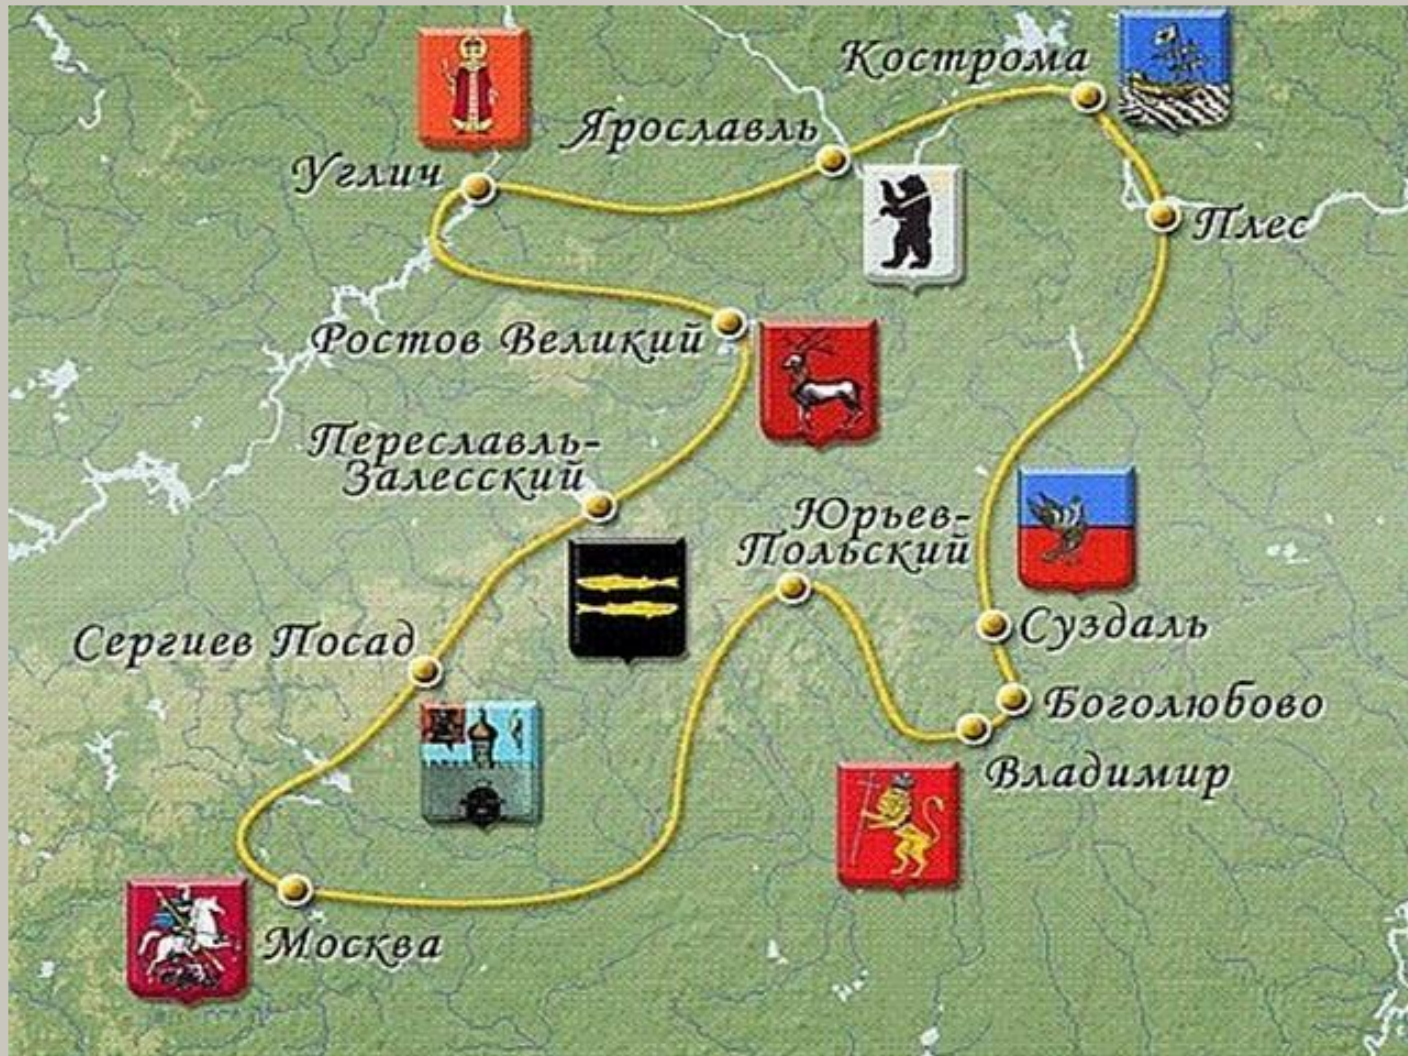 Кострома
Ярославль
Углич
Плес
Ростов Великий
Переславль-
Залесский
Юрьев-
Польский
Сергиев Посад
Суздаль
Боголюбово
Владимир
Москва